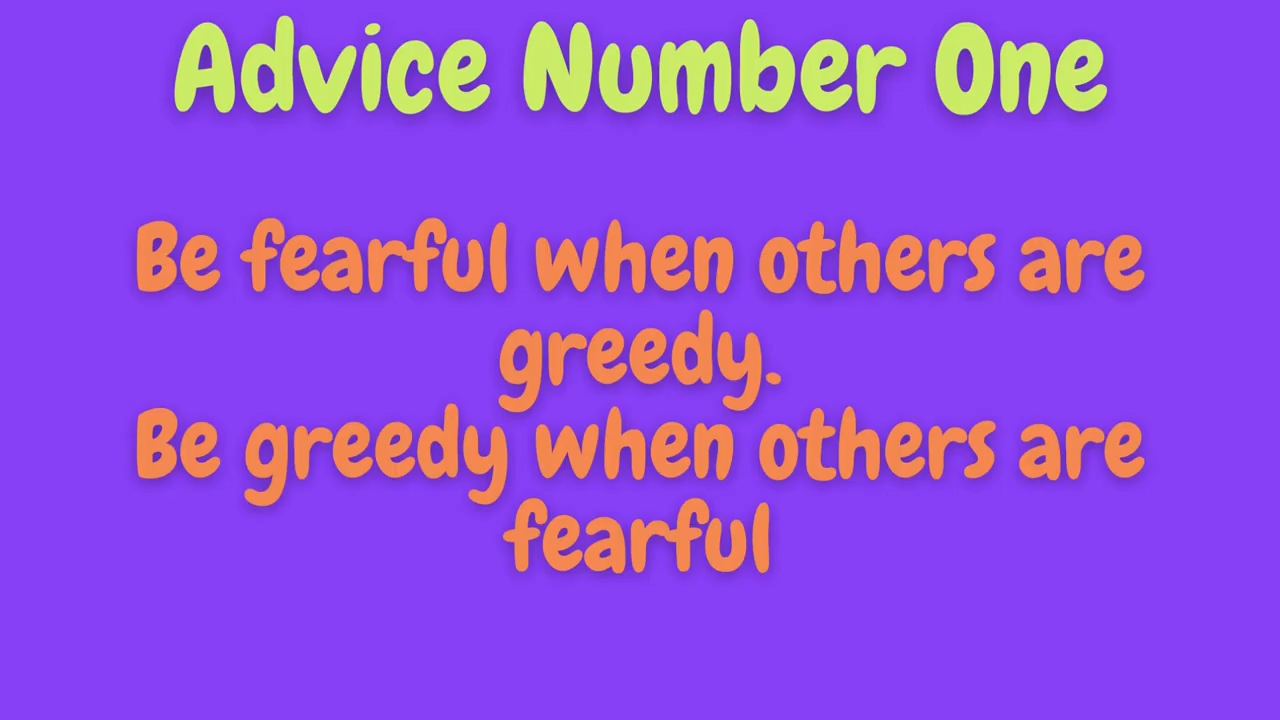 Advice Number One
Be fearful when others are
greedy.
Be greedy when others are
fearful